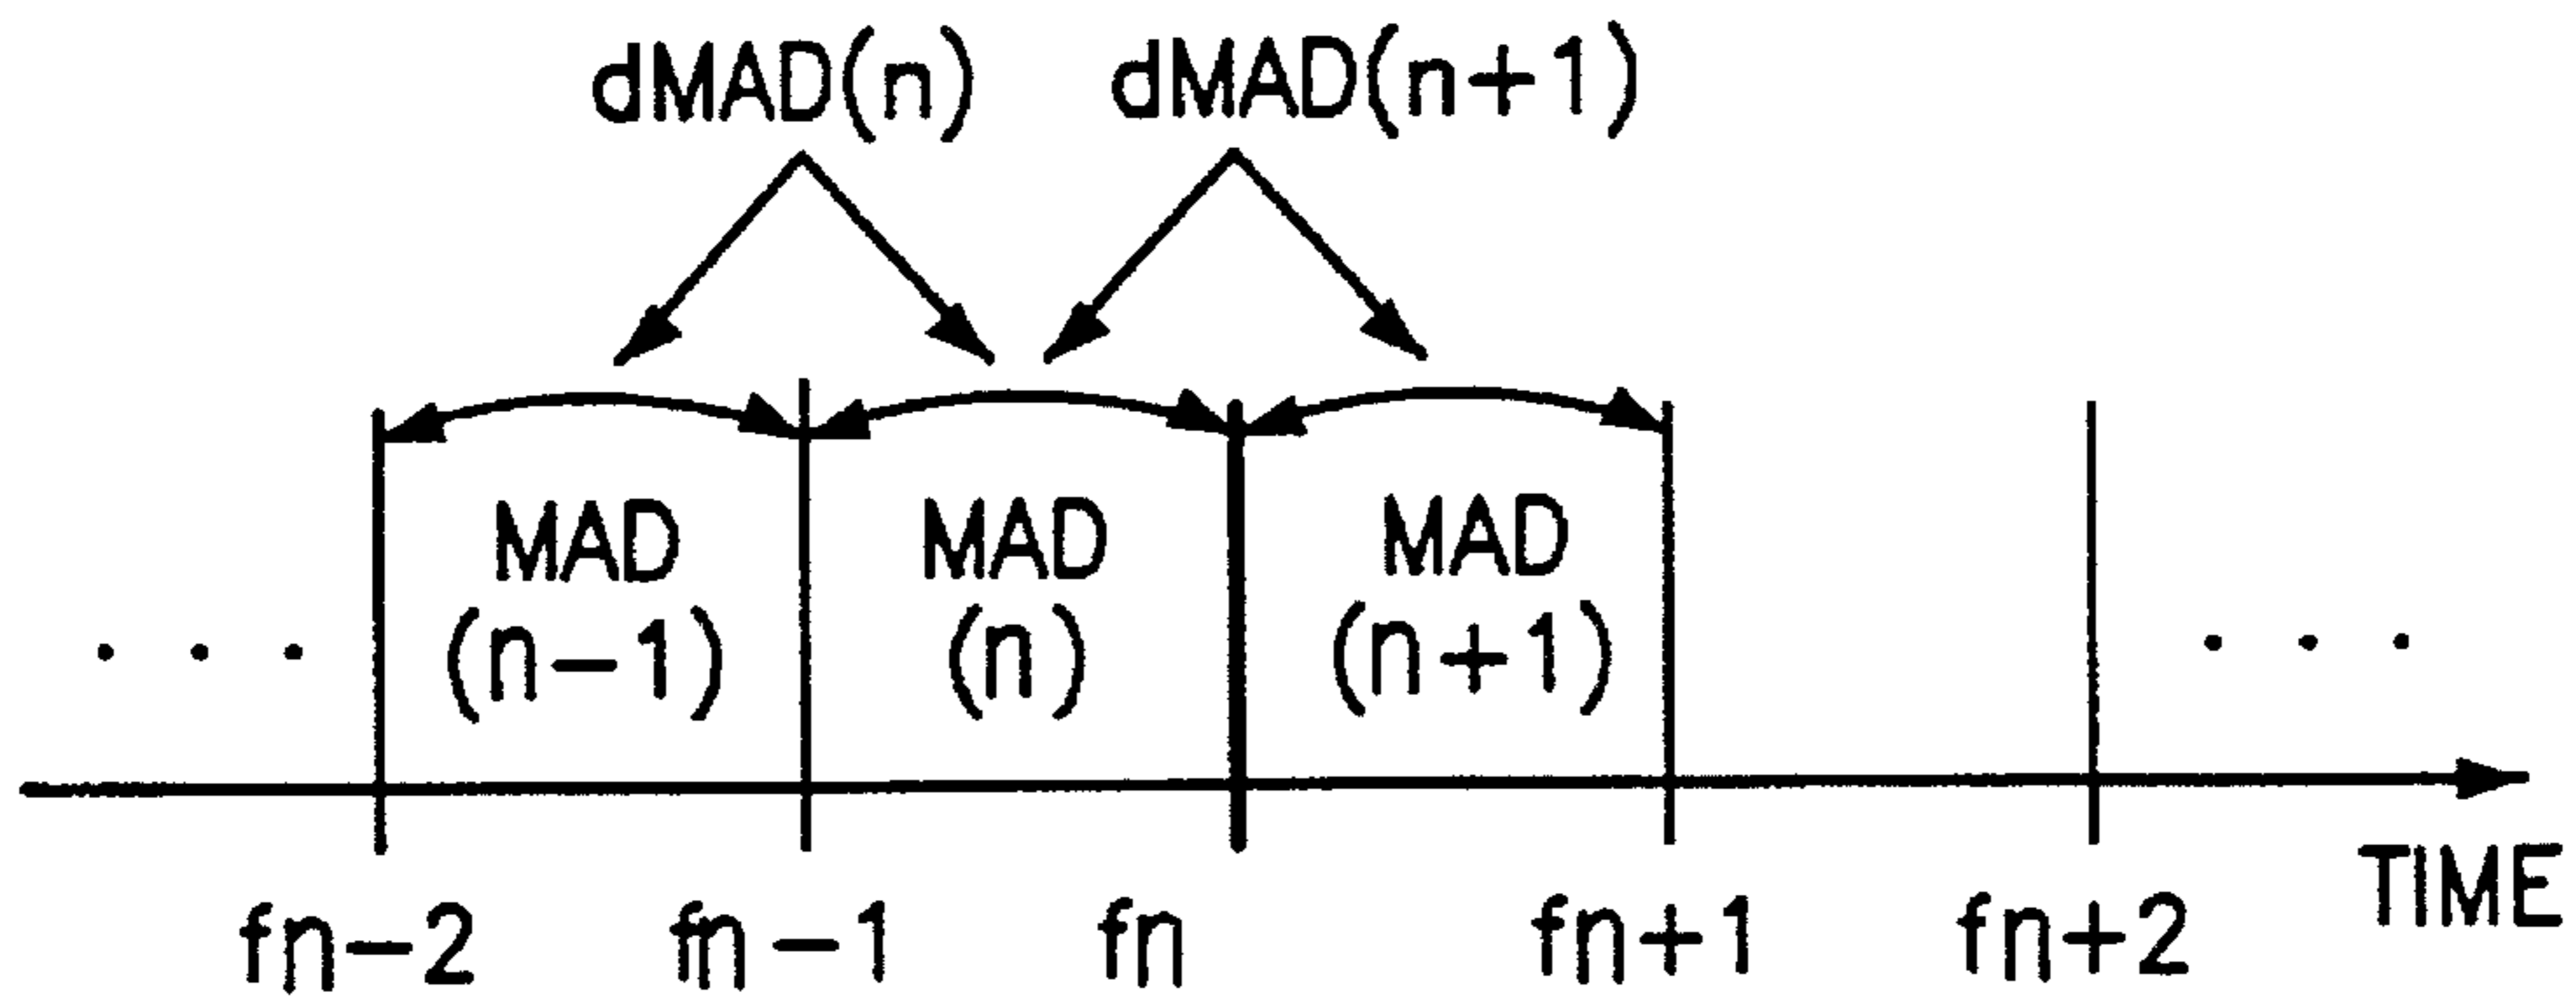 dMAD(n) dMAD(n+1)
MAD (n-1)
MAD (n)
MAD (n+1)
. . . . . .
fn-2 fn-1 fn fn+1 fn+2 TIME